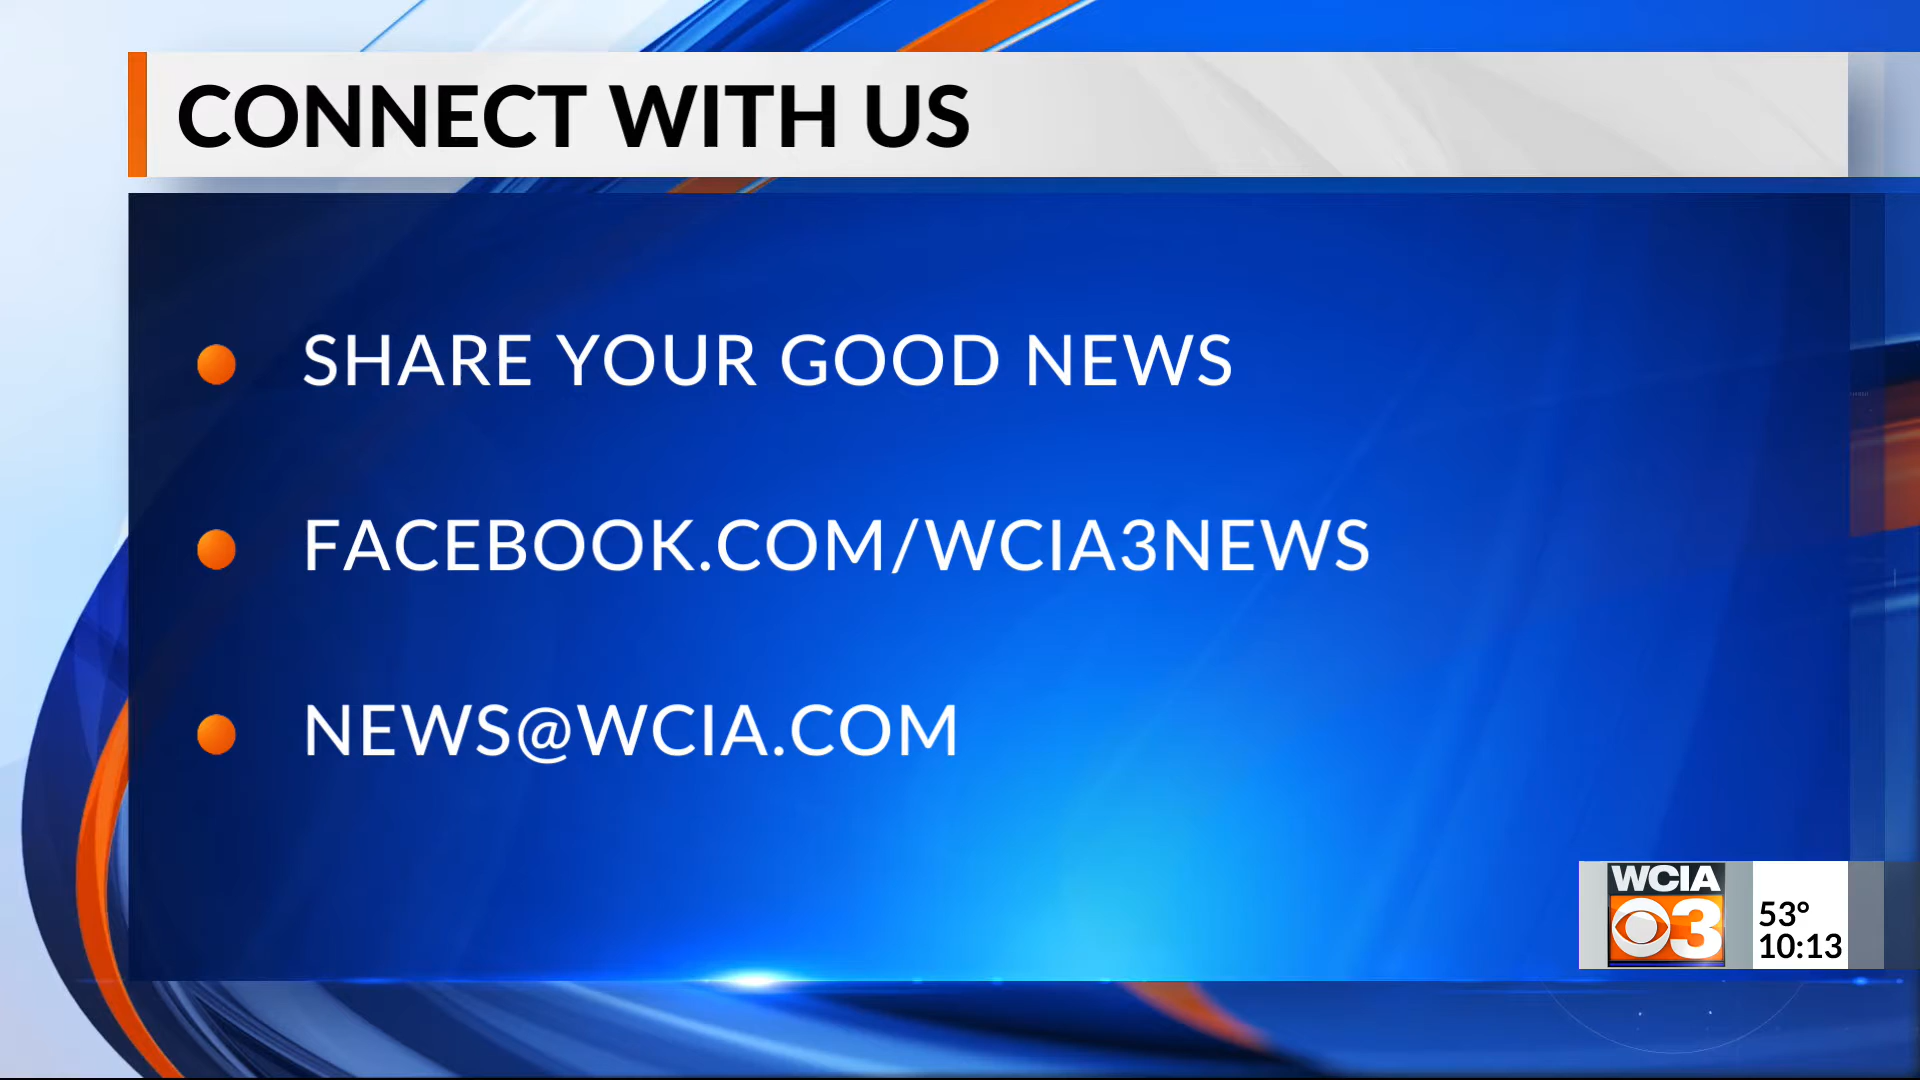 CONNECT WITH US
SHARE YOUR GOOD NEWS
FACEBOOK.COM/WCIA3NEWS
NEWS@WCIA.COM
WCIA
3
53°
10:13